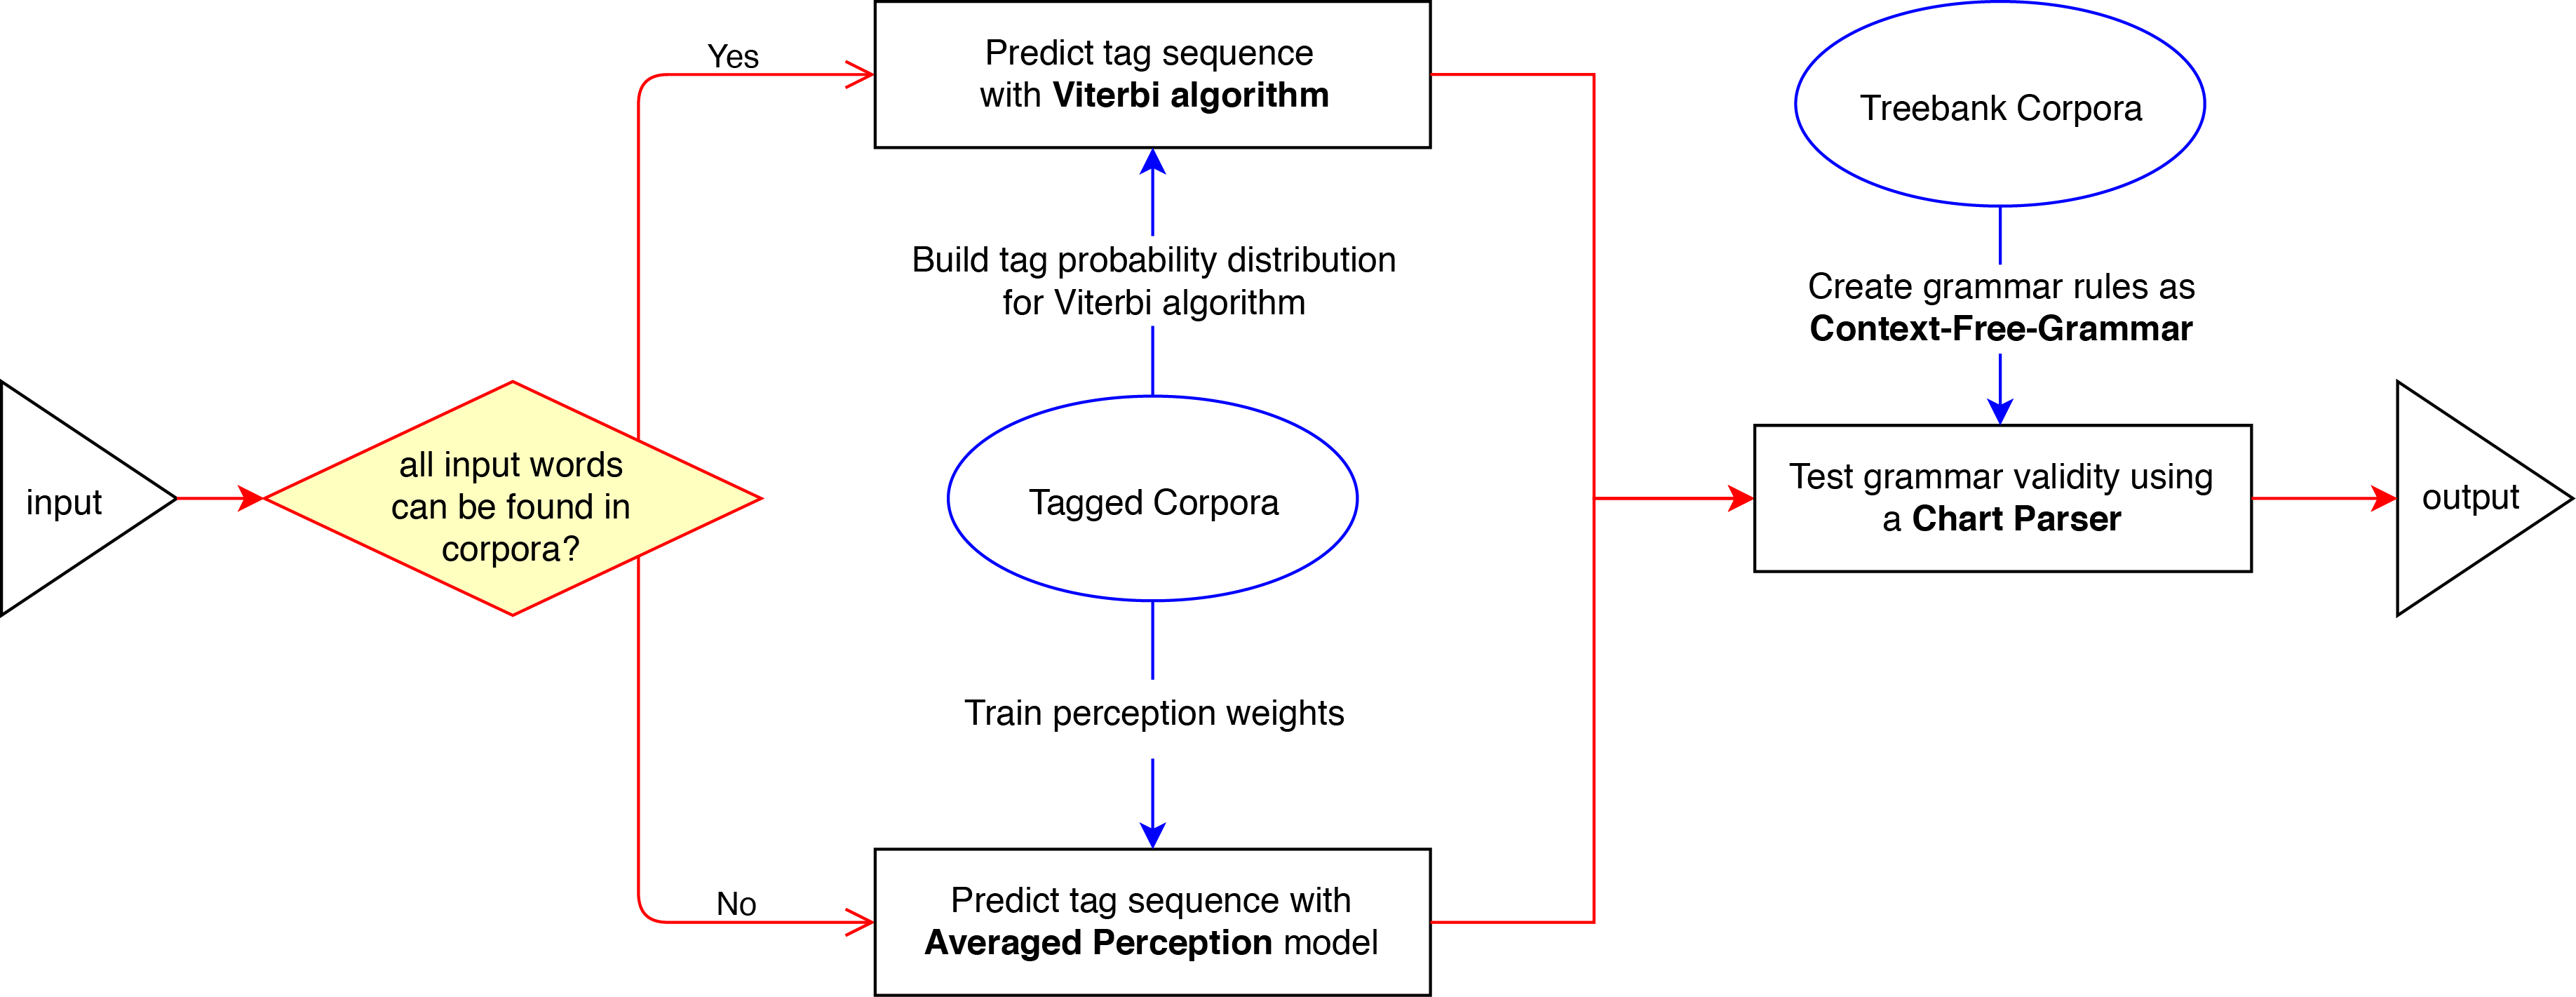 input
all input words
can be found in
corpora?
Yes
No
Predict tag sequence
with Viterbi algorithm
Build tag probability distribution
for Viterbi algorithm
Tagged Corpora
Train perception weights
Predict tag sequence with
Averaged Perception model
Treebank Corpora
Create grammar rules as
Context-Free-Grammar
Test grammar validity using
a Chart Parser
output